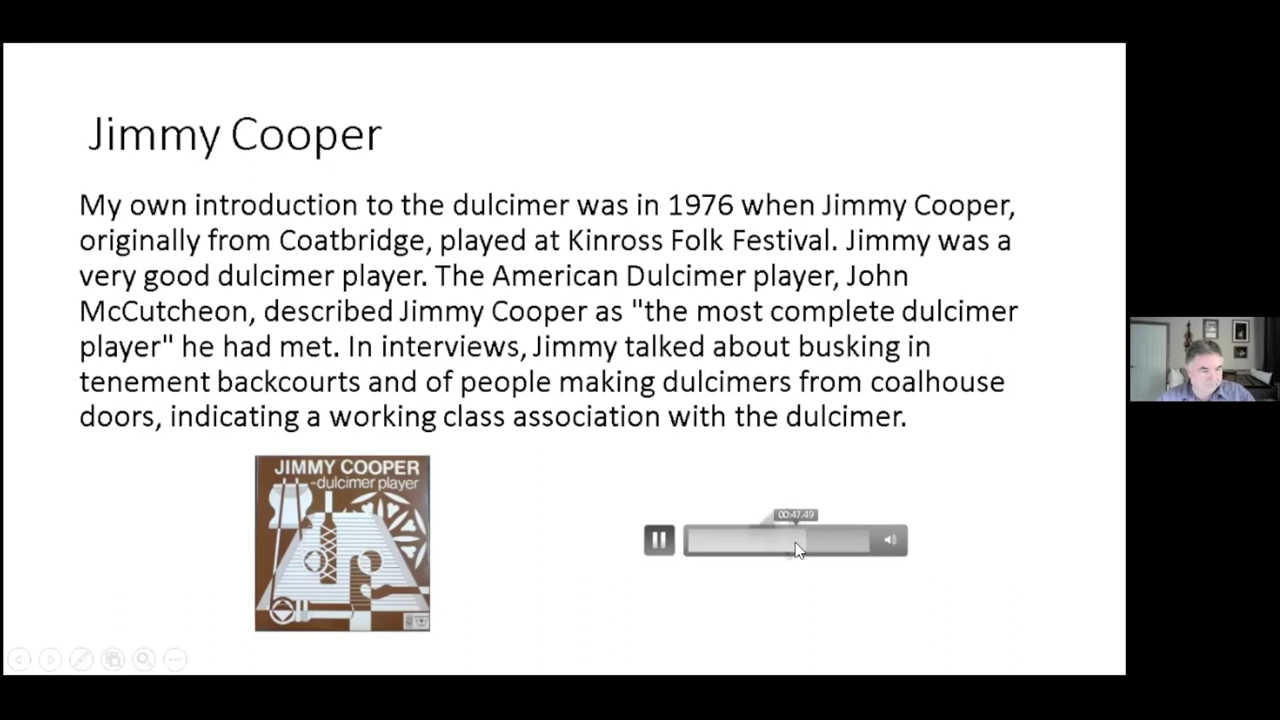 Jimmy Cooper
My own introduction to the dulcimer was in 1976 when Jimmy Cooper,
originally from Coatbridge, played at Kinross Folk Festival. Jimmy was a
very good dulcimer player. The American Dulcimer player, John
McCutcheon, described Jimmy Cooper as "the most complete dulcimer
player" he had met. In interviews, Jimmy talked about busking in
tenement backcourts and of people making dulcimers from coalhouse
doors, indicating a working class association with the dulcimer.
JIMMY COOPER
-dulcimer player
00:47.49